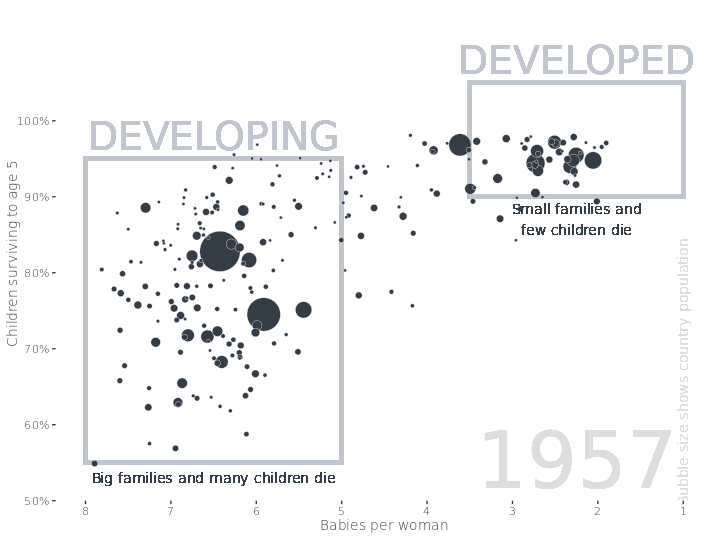 DEVELOPED
DEVELOPING
100%
90%
80%
70%
60%
50%
Children surviving to age 5
Small families and
few children die
Big families and many children die
1957
Bubble size shows country population
8 7 6 5 4 3 2 1
Babies per woman